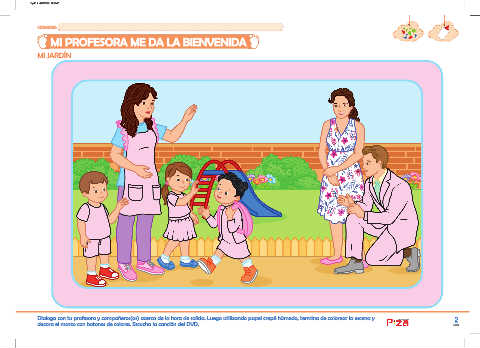 MI PROFESORA ME DA LA BIENVENIDA
MI JARDÍN
Dialoga con tu profesora y compañeros(as) acerca de la hora de salida. Luego utilizando papel crepé húmedo, termina de colorear la escena y
decora el marco con botones de colores. Escucha la canción del DVD.